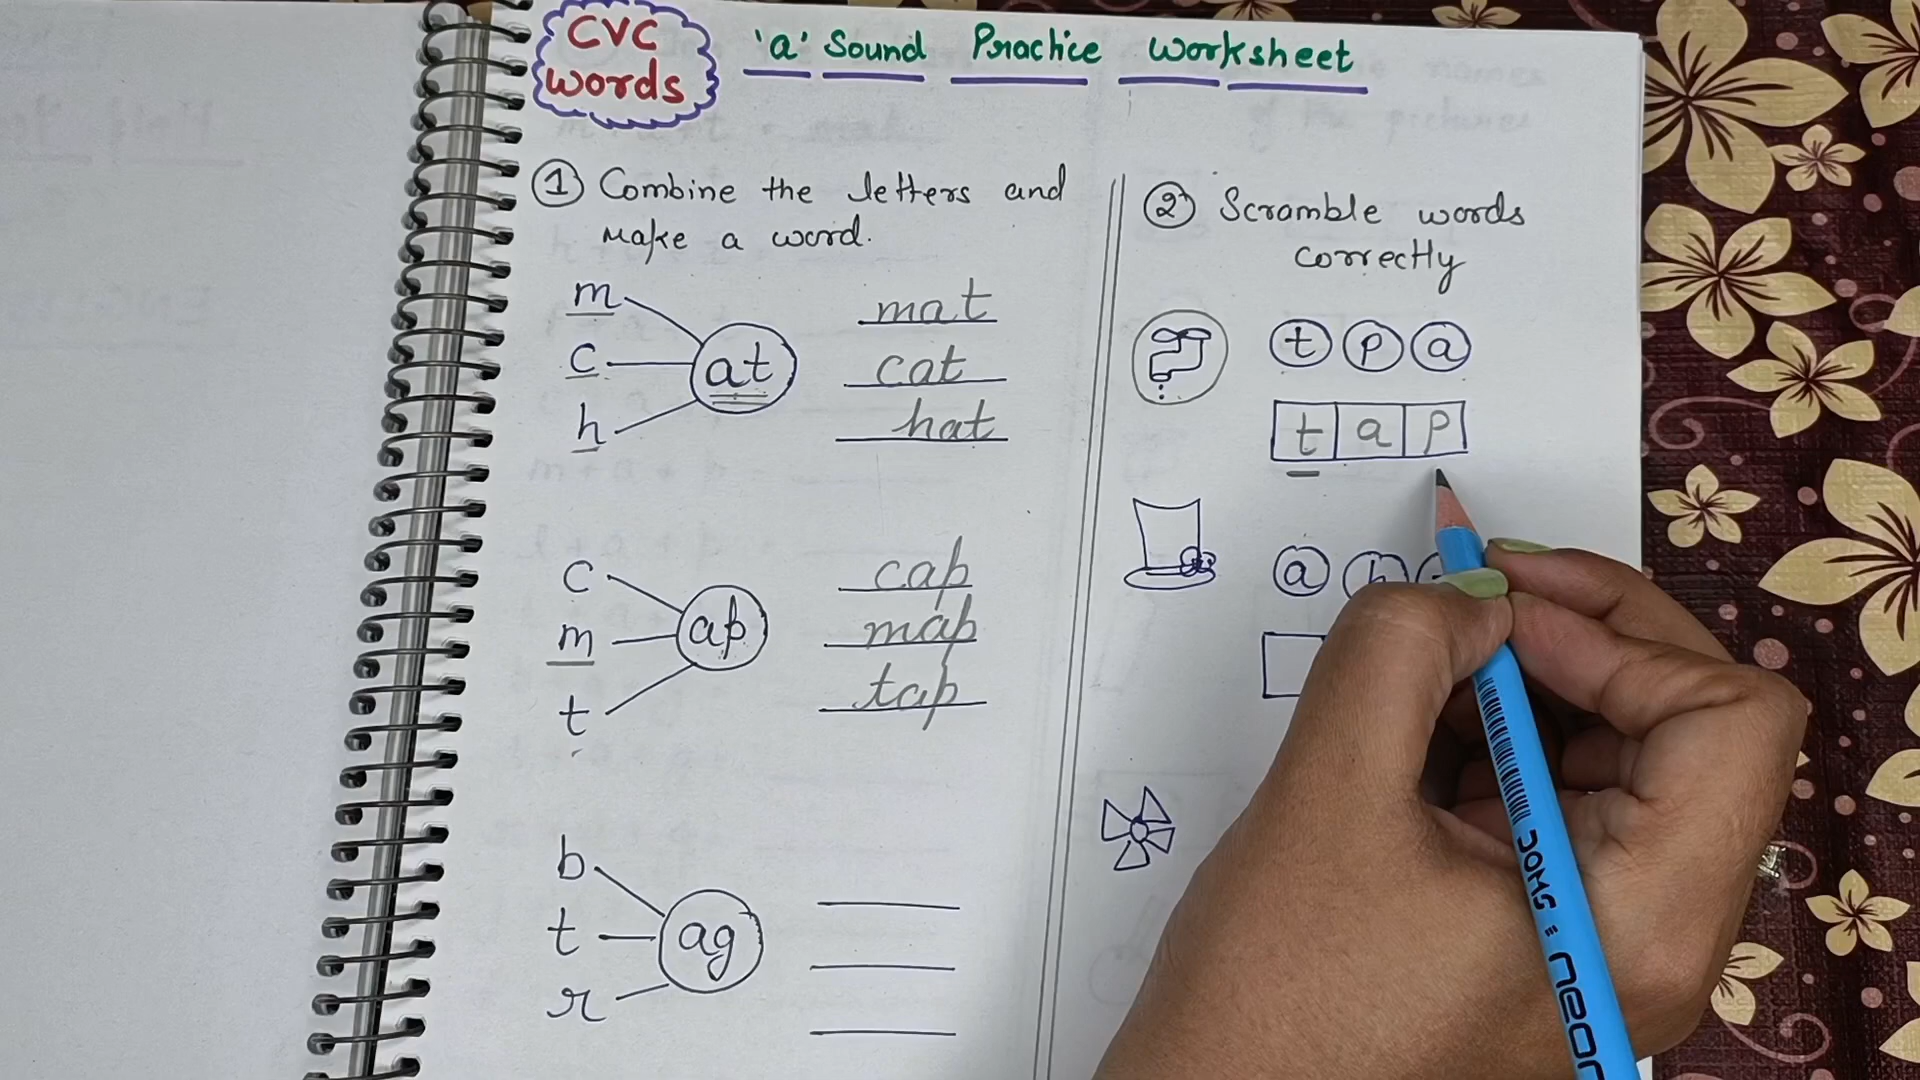 CVC
words
'a' Sound Practice Worksheet
1 Combine the letters and
Make a word.
m
c
h
at
mat
cat
hat
c
m
t
ap
cap
map
tap
b
t
r
ag
2 Scramble words
correctly
t p a
t a p
a h
DOMS neon